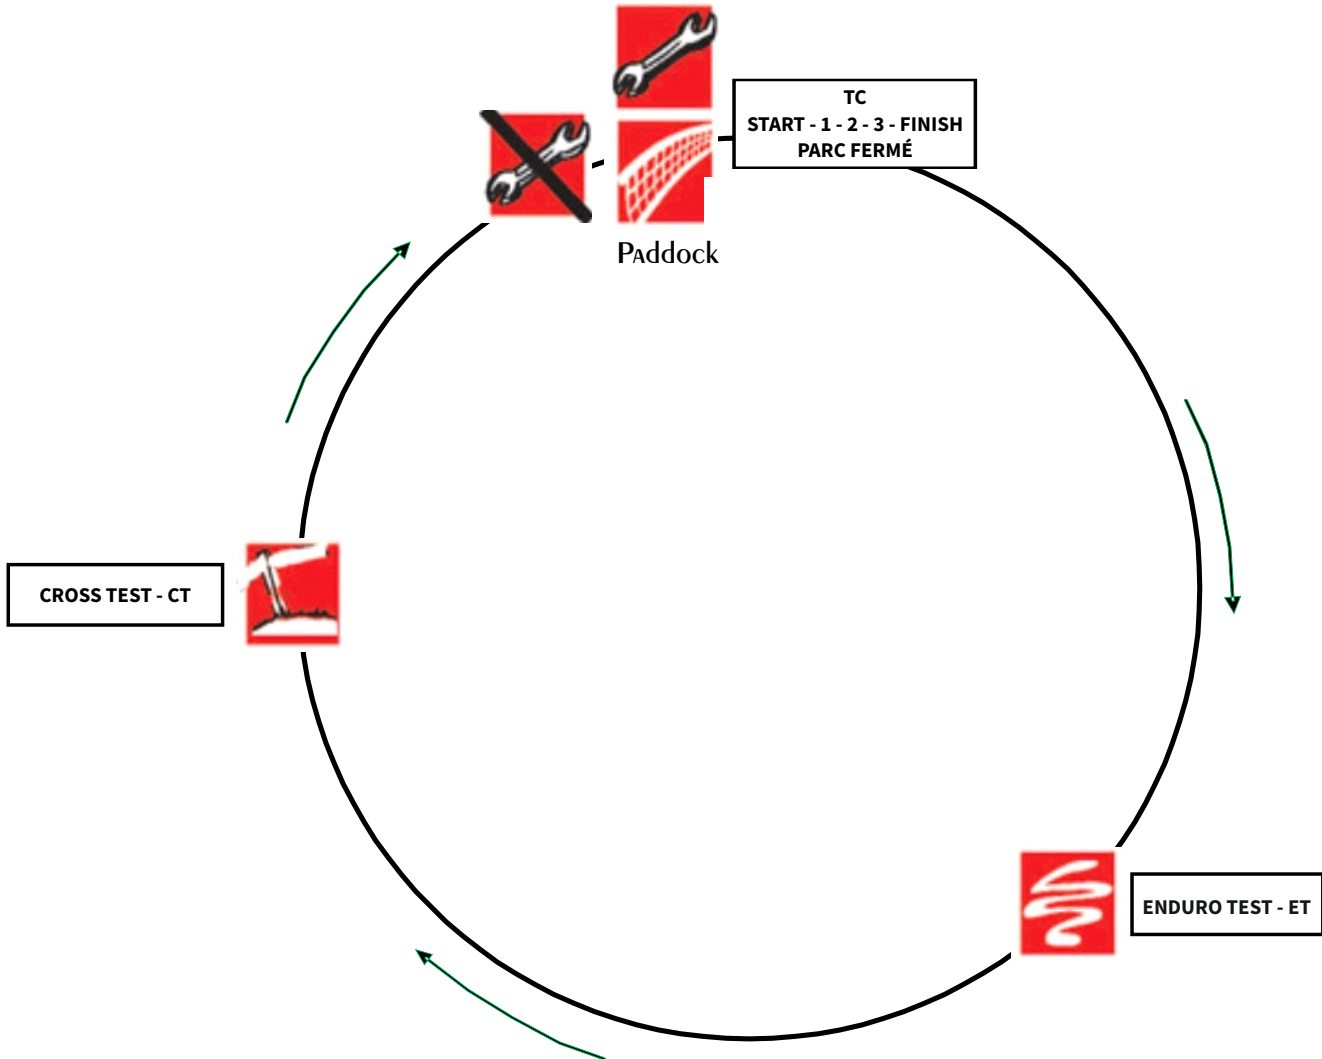 TC
START - 1 - 2 - 3 - FINISH
PARC FERMÉ
PAddock
CROSS TEST - CT
ENDURO TEST - ET